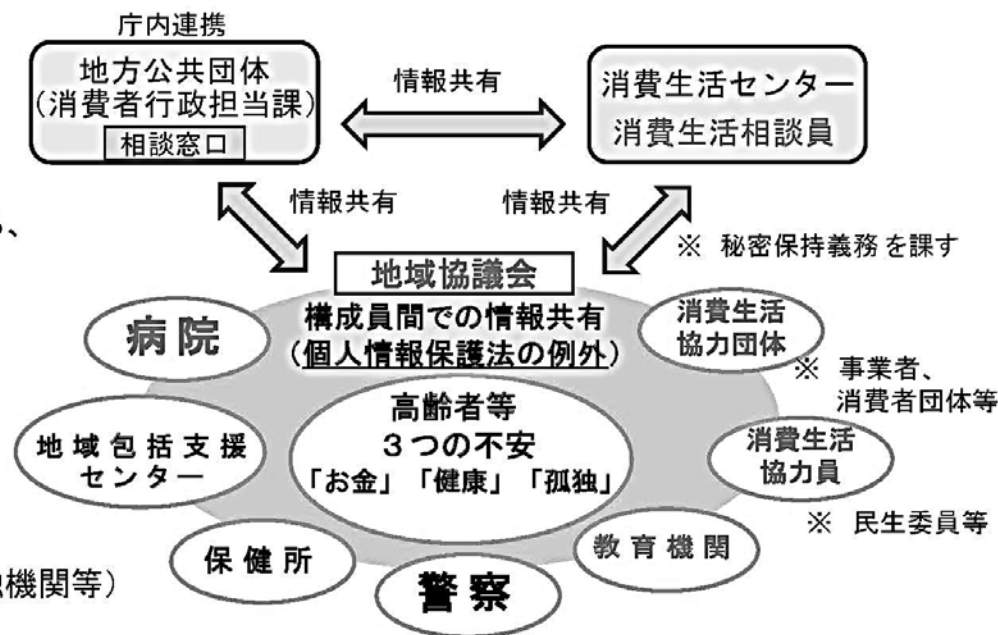 庁内連携
地方公共団体
(消費者行政担当課)
相談窓口
情報共有
消費生活センター
消費生活相談員
情報共有
情報共有
、
※ 秘密保持義務を課す
地域協議会
構成員間での情報共有
(個人情報保護法の例外)
病院
消費生活
協力団体
※ 事業者、
消費者団体等
高齢者等
3つの不安
「お金」「健康」「孤独」
地域包括支援
センター
消費生活
協力員
※ 民生委員等
保健所
教育機関
警察
機関等)